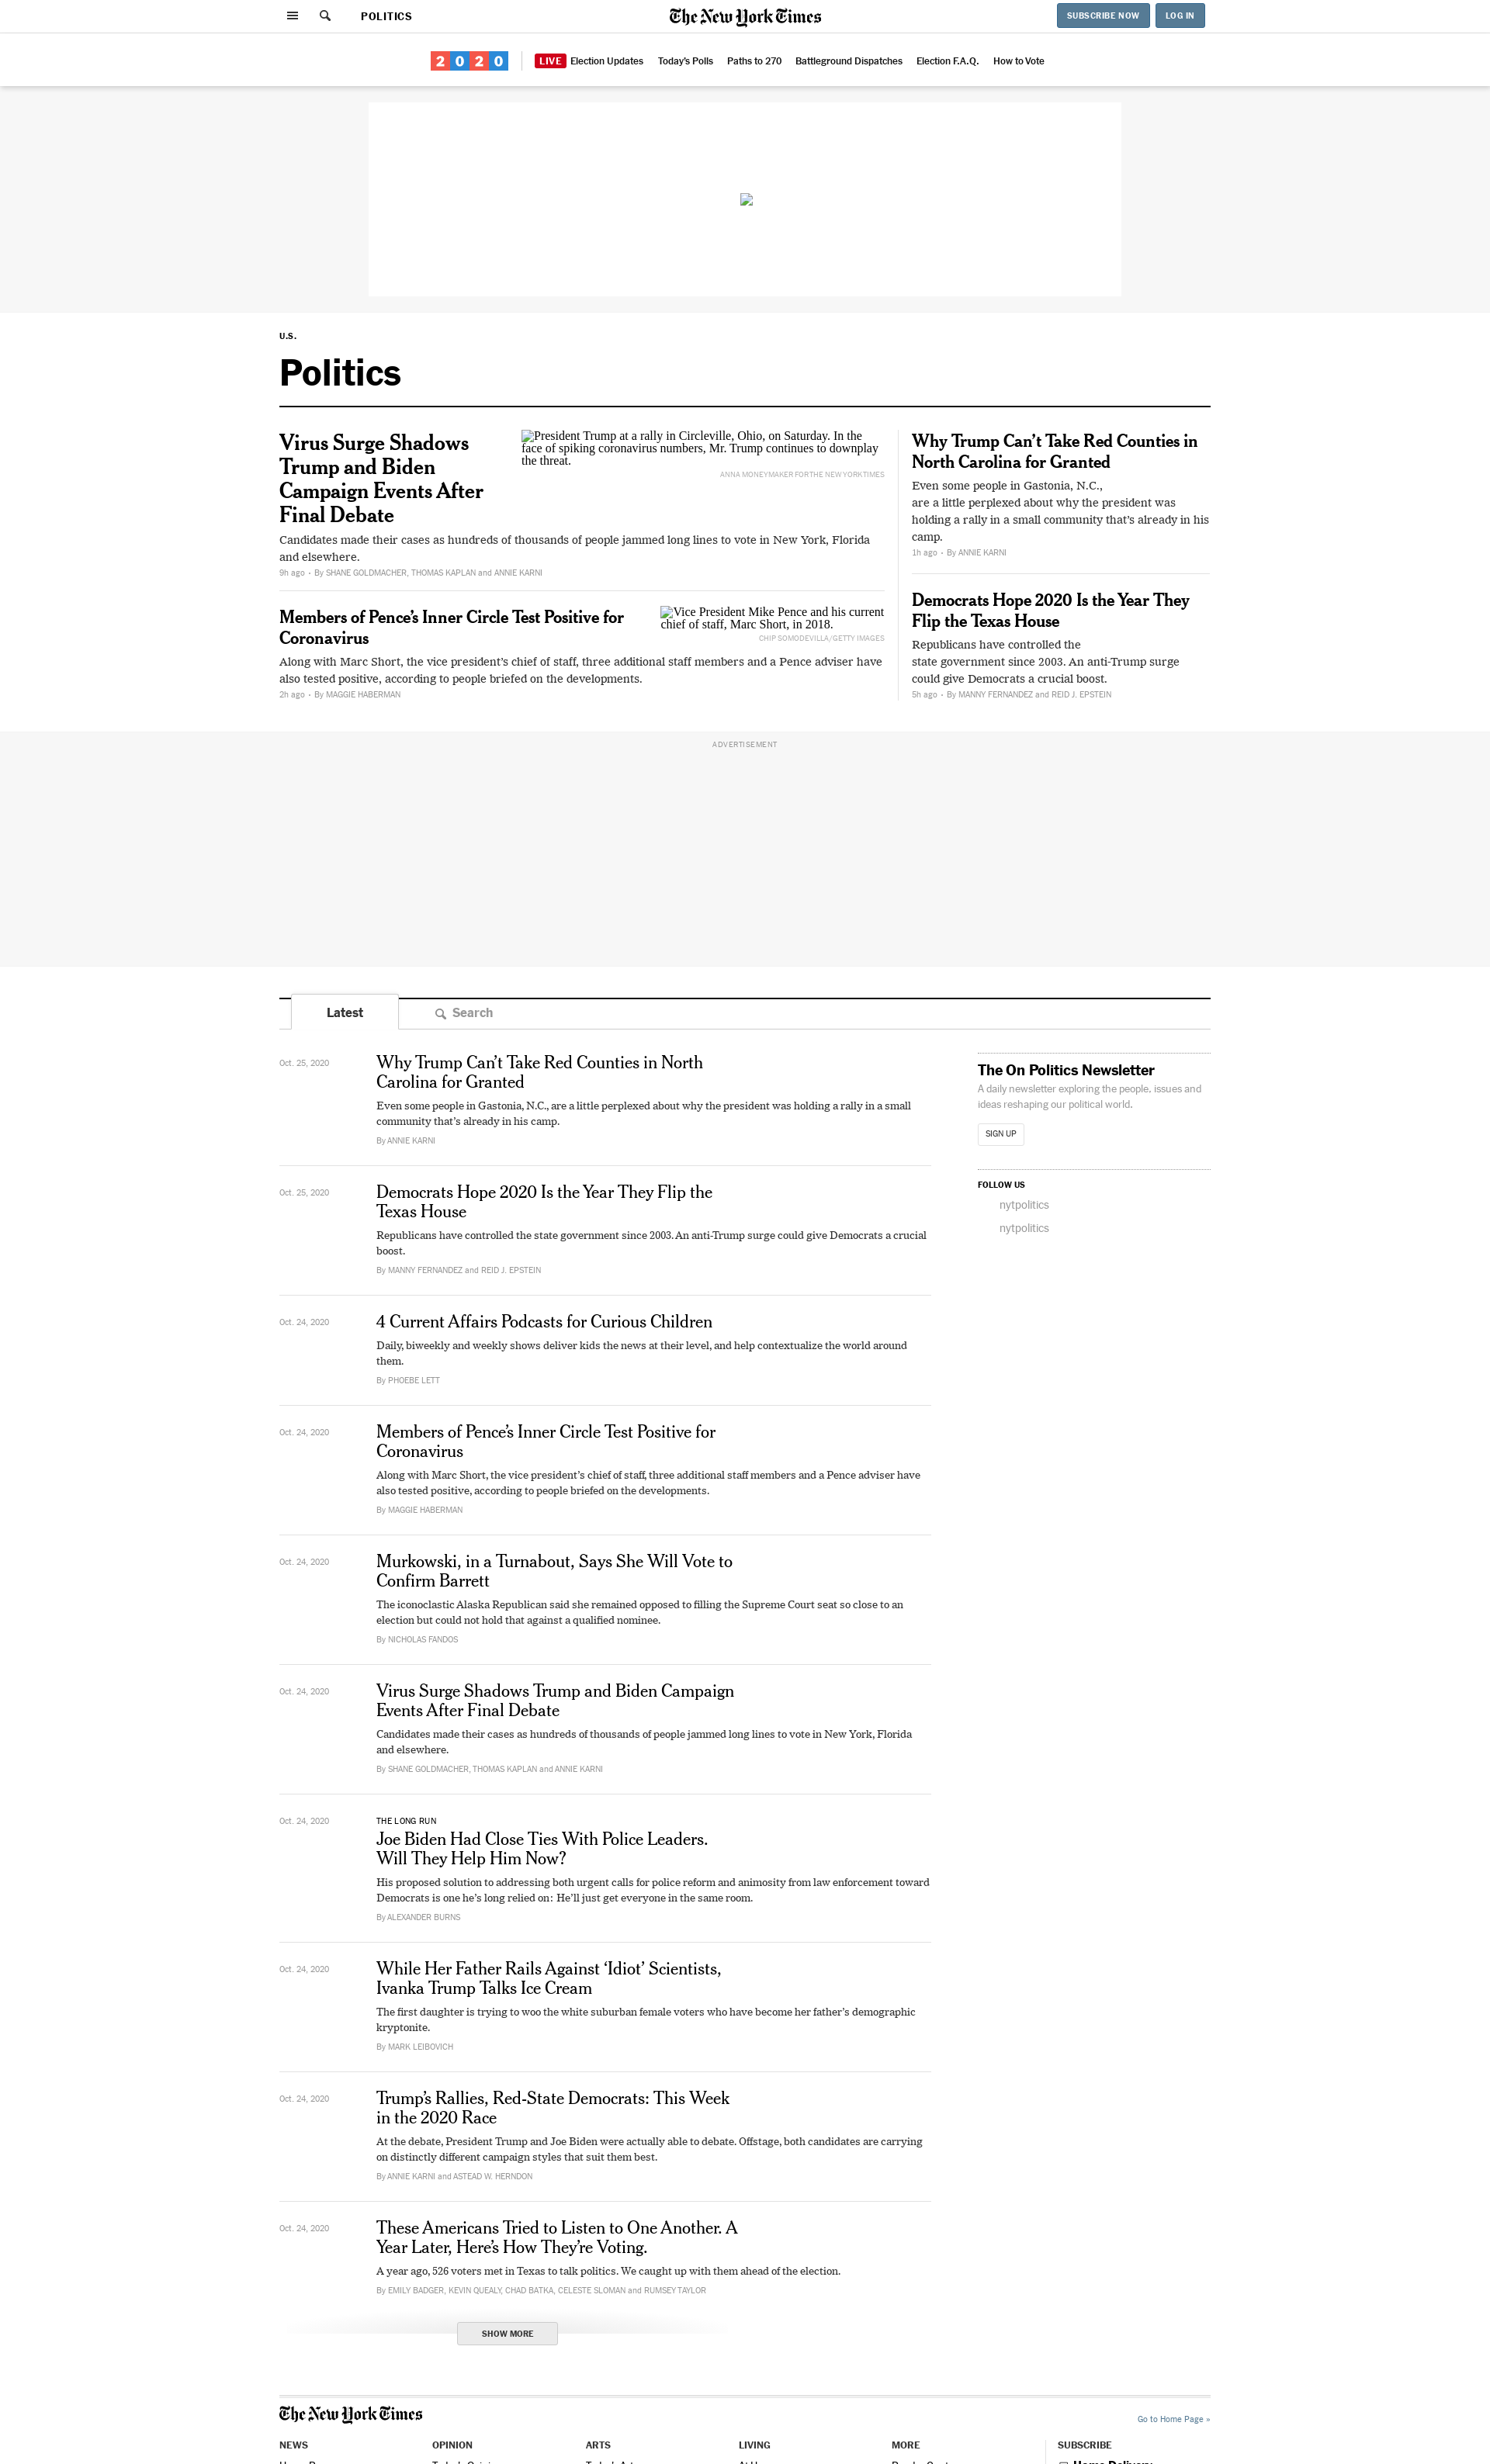 POLITICS
The New York Times
SUBSCRIBE NOW
LOG IN
2020
LIVE Election Updates
Today's Polls
Paths to 270
Battleground Dispatches
Election F.A.Q.
How to Vote
U.S.
Politics
Virus Surge Shadows
Trump and Biden
Campaign Events After
Final Debate
President Trump at a rally in Circleville, Ohio, on Saturday. In the
face of spiking coronavirus numbers, Mr. Trump continues to downplay
the threat.
ANNA MONEYMAKER FOR THE NEW YORK TIMES
Candidates made their cases as hundreds of thousands of people jammed long lines to vote in New York, Florida
and elsewhere.
9h ago • By SHANE GOLDMACHER, THOMAS KAPLAN and ANNIE KARNI
Members of Pence’s Inner Circle Test Positive for
Coronavirus
Vice President Mike Pence and his current
chief of staff, Marc Short, in 2018.
CHIP SOMODEVILLA/GETTY IMAGES
Along with Marc Short, the vice president’s chief of staff, three additional staff members and a Pence adviser have
also tested positive, according to people briefed on the developments.
2h ago • By MAGGIE HABERMAN
Why Trump Can’t Take Red Counties in
North Carolina for Granted
Even some people in Gastonia, N.C.,
are a little perplexed about why the president was
holding a rally in a small community that’s already in his
camp.
1h ago • By ANNIE KARNI
Democrats Hope 2020 Is the Year They
Flip the Texas House
Republicans have controlled the
state government since 2003. An anti-Trump surge
could give Democrats a crucial boost.
5h ago • By MANNY FERNANDEZ and REID J. EPSTEIN
ADVERTISEMENT
Latest
Search
Oct. 25, 2020
Why Trump Can’t Take Red Counties in North
Carolina for Granted
Even some people in Gastonia, N.C., are a little perplexed about why the president was holding a rally in a small
community that’s already in his camp.
By ANNIE KARNI
Oct. 25, 2020
Democrats Hope 2020 Is the Year They Flip the
Texas House
Republicans have controlled the state government since 2003. An anti-Trump surge could give Democrats a crucial
boost.
By MANNY FERNANDEZ and REID J. EPSTEIN
Oct. 24, 2020
4 Current Affairs Podcasts for Curious Children
Daily, biweekly and weekly shows deliver kids the news at their level, and help contextualize the world around
them.
By PHOEBE LETT
Oct. 24, 2020
Members of Pence’s Inner Circle Test Positive for
Coronavirus
Along with Marc Short, the vice president’s chief of staff, three additional staff members and a Pence adviser have
also tested positive, according to people briefed on the developments.
By MAGGIE HABERMAN
Oct. 24, 2020
Murkowski, in a Turnabout, Says She Will Vote to
Confirm Barrett
The iconoclastic Alaska Republican said she remained opposed to filling the Supreme Court seat so close to an
election but could not hold that against a qualified nominee.
By NICHOLAS FANDOS
Oct. 24, 2020
Virus Surge Shadows Trump and Biden Campaign
Events After Final Debate
Candidates made their cases as hundreds of thousands of people jammed long lines to vote in New York, Florida
and elsewhere.
By SHANE GOLDMACHER, THOMAS KAPLAN and ANNIE KARNI
Oct. 24, 2020
THE LONG RUN
Joe Biden Had Close Ties With Police Leaders.
Will They Help Him Now?
His proposed solution to addressing both urgent calls for police reform and animosity from law enforcement toward
Democrats is one he’s long relied on: He’ll just get everyone in the same room.
By ALEXANDER BURNS
Oct. 24, 2020
While Her Father Rails Against ‘Idiot’ Scientists,
Ivanka Trump Talks Ice Cream
The first daughter is trying to woo the white suburban female voters who have become her father’s demographic
kryptonite.
By MARK LEIBOVICH
Oct. 24, 2020
Trump’s Rallies, Red-State Democrats: This Week
in the 2020 Race
At the debate, President Trump and Joe Biden were actually able to debate. Offstage, both candidates are carrying
on distinctly different campaign styles that suit them best.
By ANNIE KARNI and ASTEAD W. HERNDON
Oct. 24, 2020
These Americans Tried to Listen to One Another. A
Year Later, Here’s How They’re Voting.
A year ago, 526 voters met in Texas to talk politics. We caught up with them ahead of the election.
By EMILY BADGER, KEVIN QUEALY, CHAD BATKA, CELESTE SLOMAN and RUMSEY TAYLOR
SHOW MORE
The On Politics Newsletter
A daily newsletter exploring the people, issues and
ideas reshaping our political world.
SIGN UP
FOLLOW US
nytpolitics
nytpolitics
The New York Times
Go to Home Page »
NEWS
OPINION
ARTS
LIVING
MORE
SUBSCRIBE